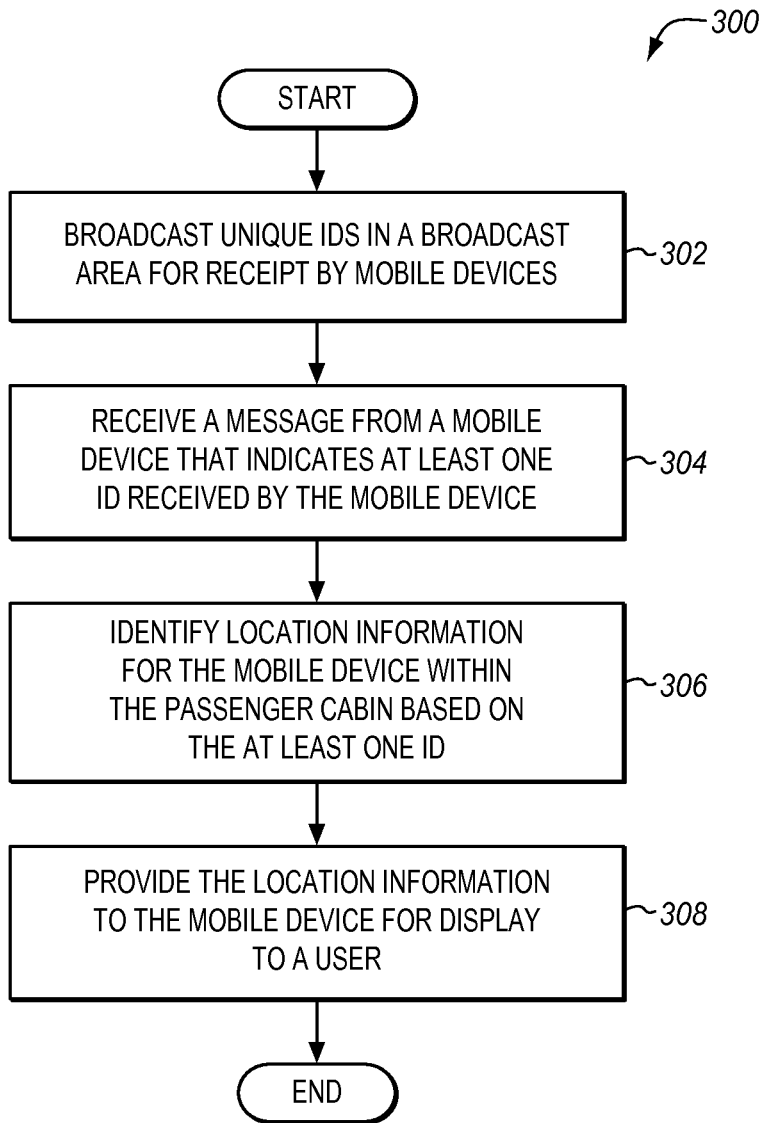 300
START
BROADCAST UNIQUE IDS IN A BROADCAST
AREA FOR RECEIPT BY MOBILE DEVICES
302
RECEIVE A MESSAGE FROM A MOBILE
DEVICE THAT INDICATES AT LEAST ONE
ID RECEIVED BY THE MOBILE DEVICE
304
IDENTIFY LOCATION INFORMATION
FOR THE MOBILE DEVICE WITHIN
THE PASSENGER CABIN BASED ON
THE AT LEAST ONE ID
306
PROVIDE THE LOCATION INFORMATION
TO THE MOBILE DEVICE FOR DISPLAY
TO A USER
308
END